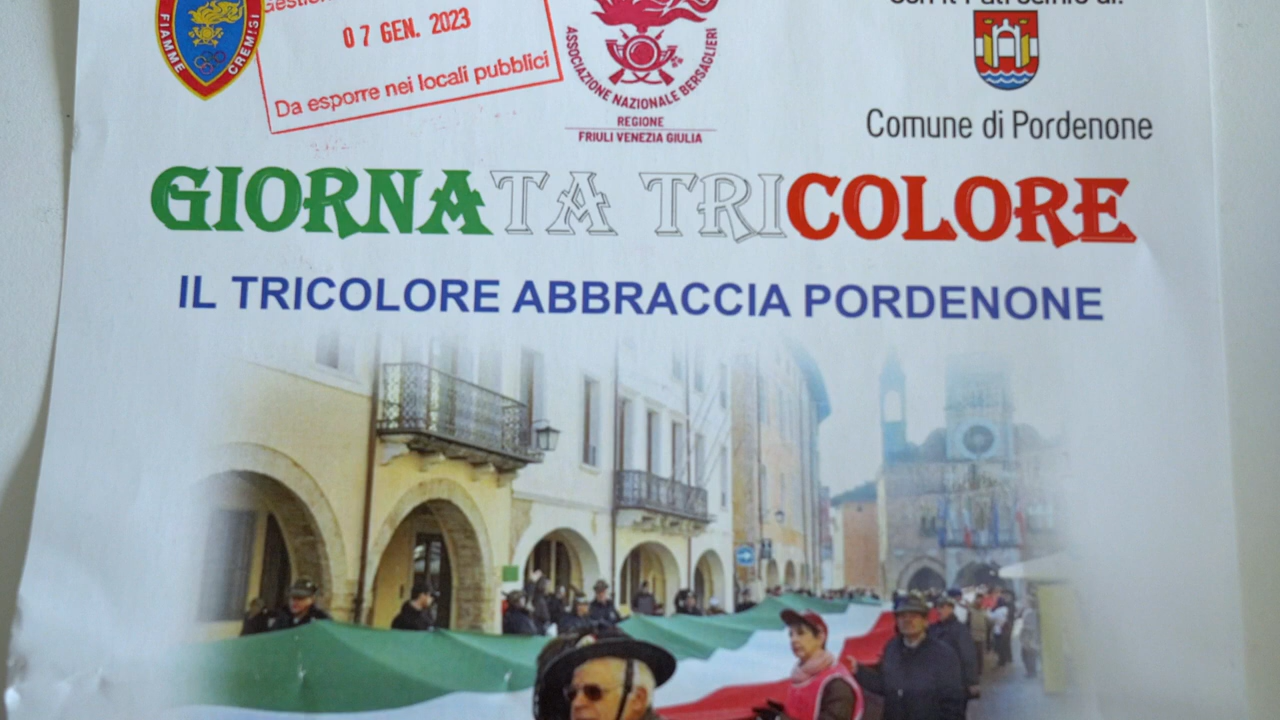 FIAMME CREMISI
07 GEN. 2023
Da esporre nei locali pubblici
ASSOCIAZIONE NAZIONALE BERSAGLIERI
REGIONE
FRIULI VENEZIA GIULIA
Comune di Pordenone
GIORNATA TRICOLORE
IL TRICOLORE ABBRACCIA PORDENONE